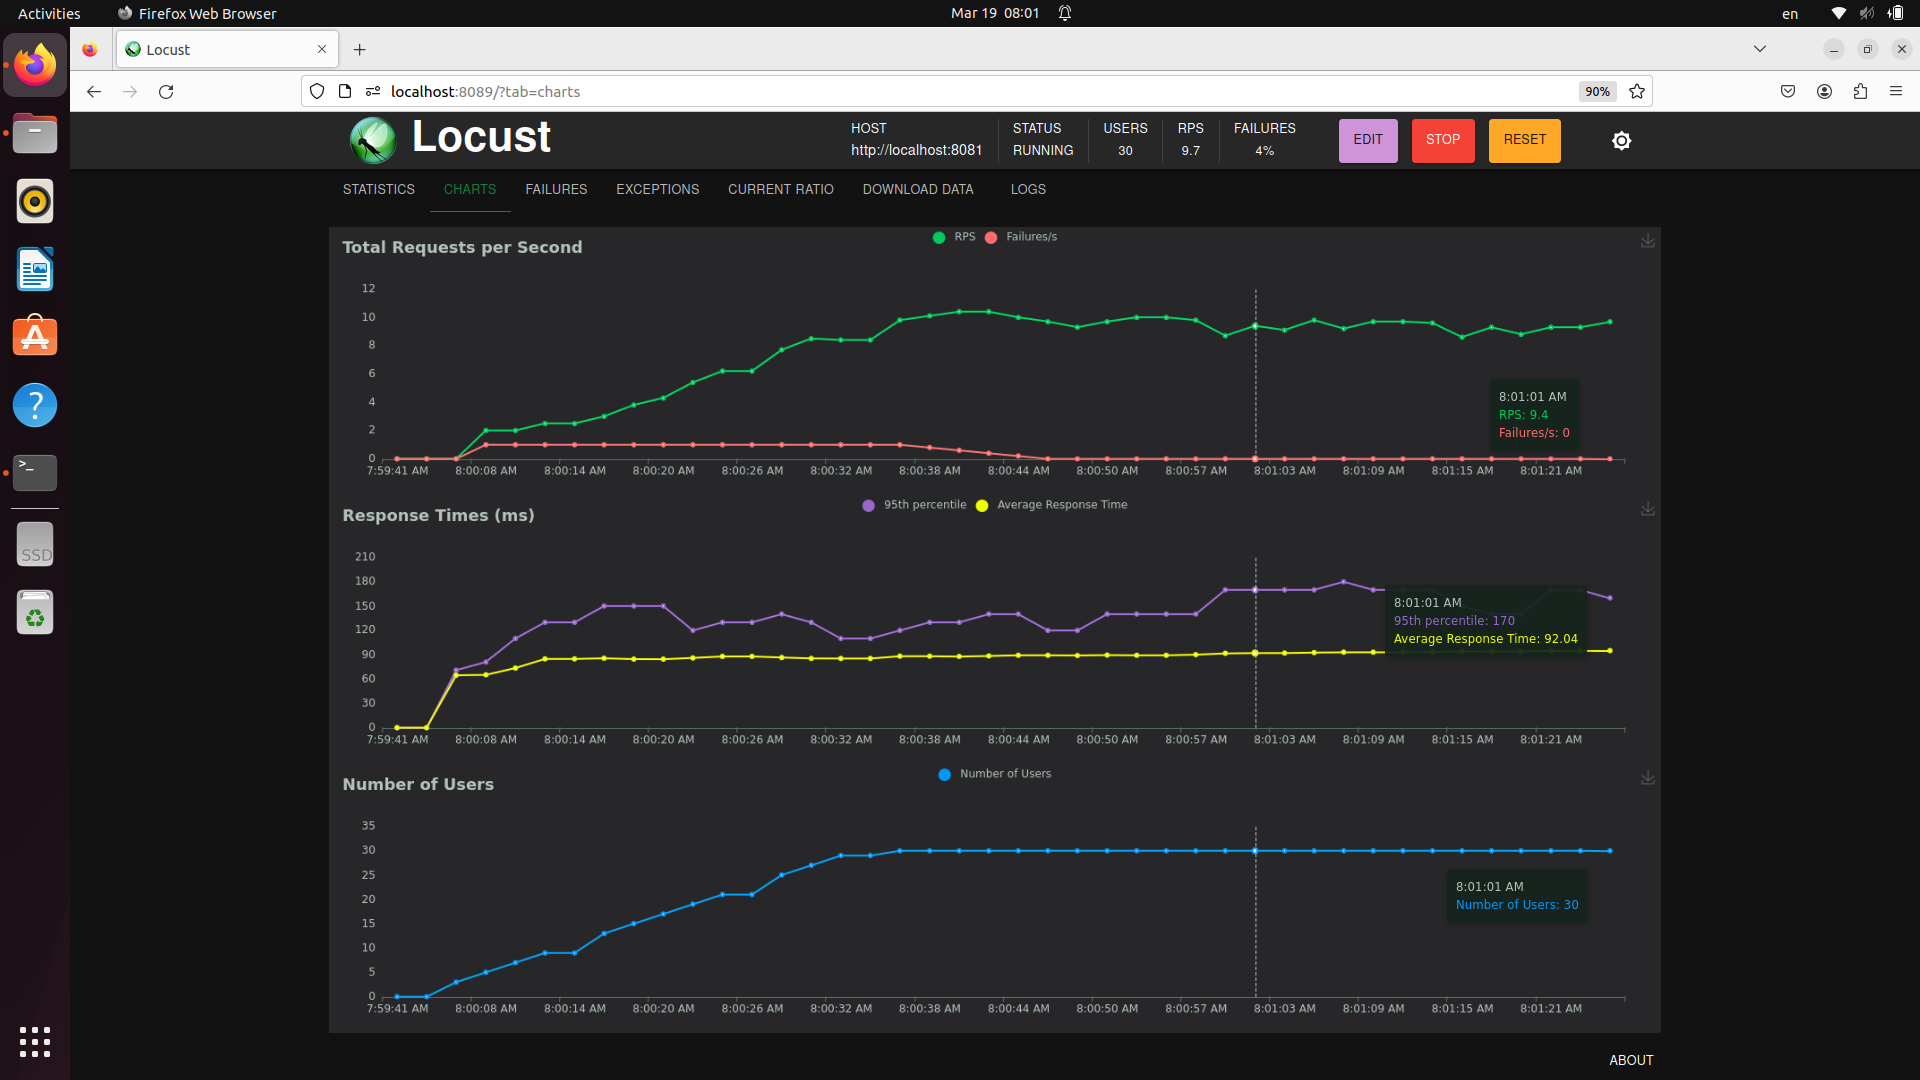 Activities Firefox Web Browser Mar 19 08:01 en
Locust
localhost:8089/?tab=charts 90%
Locust
HOST STATUS USERS RPS FAILURES
http://localhost:8081 RUNNING 30 9.7 4%
EDIT STOP RESET
STATISTICS CHARTS FAILURES EXCEPTIONS CURRENT RATIO DOWNLOAD DATA LOGS
Total Requests per Second
RPS Failures/s
12
10
8
6
4
2
0
8:01:01 AM
RPS: 9.4
Failures/s: 0
7:59:41 AM 8:00:08 AM 8:00:14 AM 8:00:20 AM 8:00:26 AM 8:00:32 AM 8:00:38 AM 8:00:44 AM 8:00:50 AM 8:00:57 AM 8:01:03 AM 8:01:09 AM 8:01:15 AM 8:01:21 AM
Response Times (ms)
95th percentile Average Response Time
210
180
150
120
90
60
30
0
8:01:01 AM
95th percentile: 170
Average Response Time: 92.04
7:59:41 AM 8:00:08 AM 8:00:14 AM 8:00:20 AM 8:00:26 AM 8:00:32 AM 8:00:38 AM 8:00:44 AM 8:00:50 AM 8:00:57 AM 8:01:03 AM 8:01:09 AM 8:01:15 AM 8:01:21 AM
Number of Users
Number of Users
35
30
25
20
15
10
5
0
8:01:01 AM
Number of Users: 30
7:59:41 AM 8:00:08 AM 8:00:14 AM 8:00:20 AM 8:00:26 AM 8:00:32 AM 8:00:38 AM 8:00:44 AM 8:00:50 AM 8:00:57 AM 8:01:03 AM 8:01:09 AM 8:01:15 AM 8:01:21 AM
ABOUT
SSD